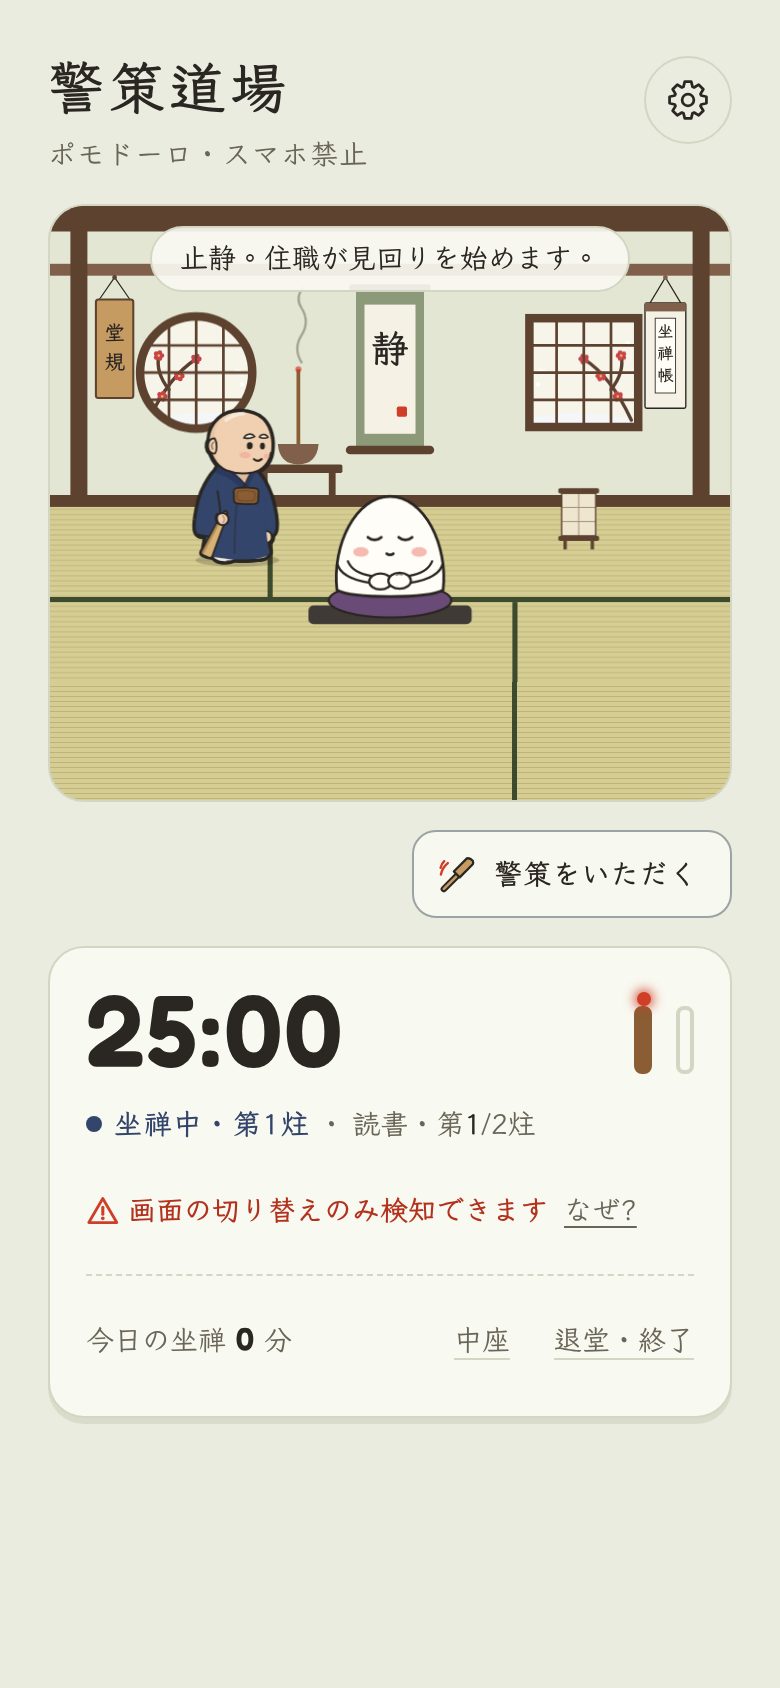 警策道場
ポモドーロ・スマホ禁止
止静。住職が見回りを始めます。
堂規
静
坐禅帳
警策をいただく
25:00
坐禅中・第1炷 ・ 読書・第1/2炷
画面の切り替えのみ検知できます なぜ?
今日の坐禅 0 分 中座 退堂・終了